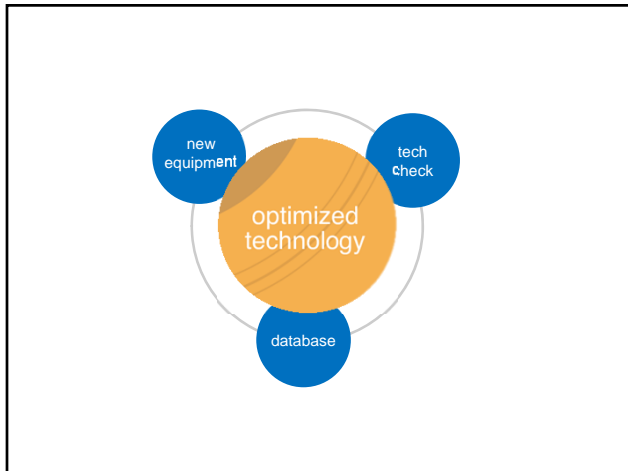 new
equipment
tech
check
optimized
technology
database